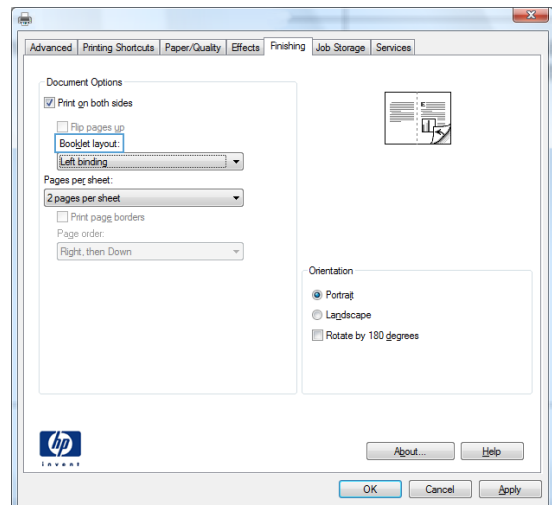 Advanced Printing Shortcuts Paper/Quality Effects Finishing Job Storage Services
Document Options
Print on both sides
Flip pages up
Booklet layout:
Left binding
Pages per sheet:
2 pages per sheet
Print page borders
Page order:
Right, then Down
E
Orientation
Portrait
Landscape
Rotate by 180 degrees
hp
invent
About... Help
OK Cancel Apply